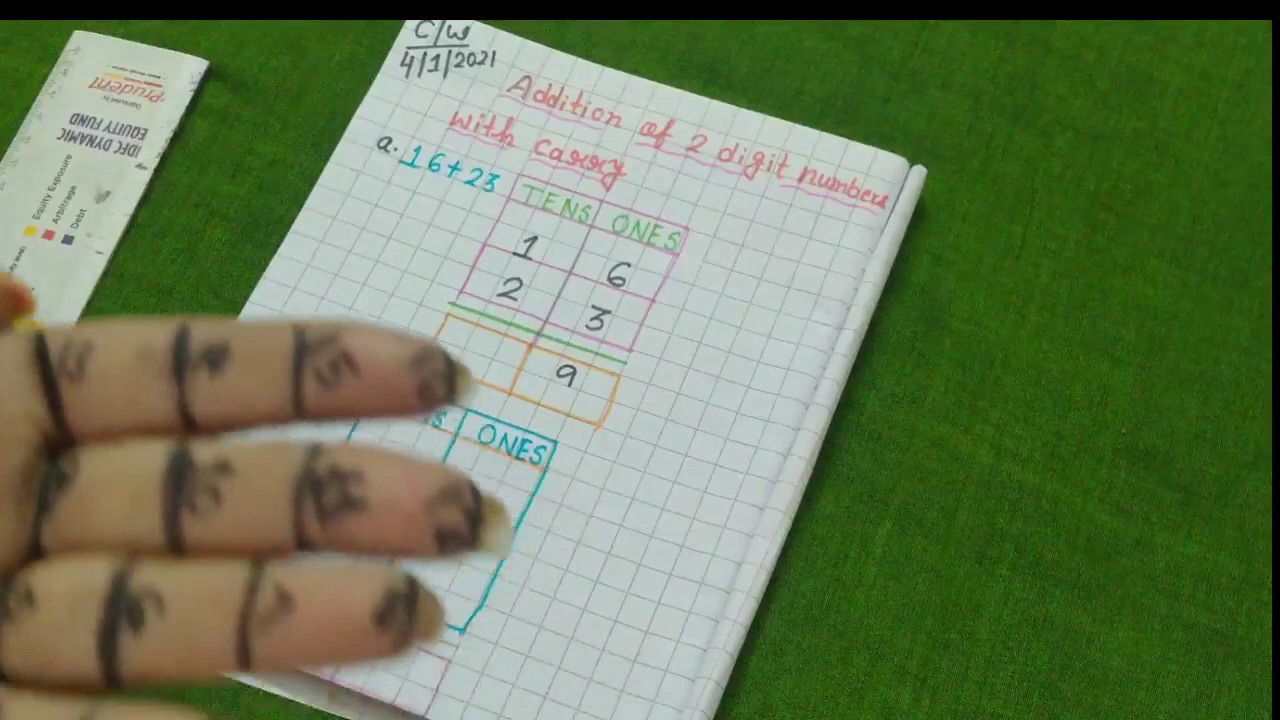 C/W
4/1/2021
Addition of 2 digit numbers
with carry
a. 16+23
TENS ONES
1 6
2 3
9
ONES
Prudent
IDFC DYNAMIC
EQUITY FUND
Equity Exposure
Arbitrage
Debt